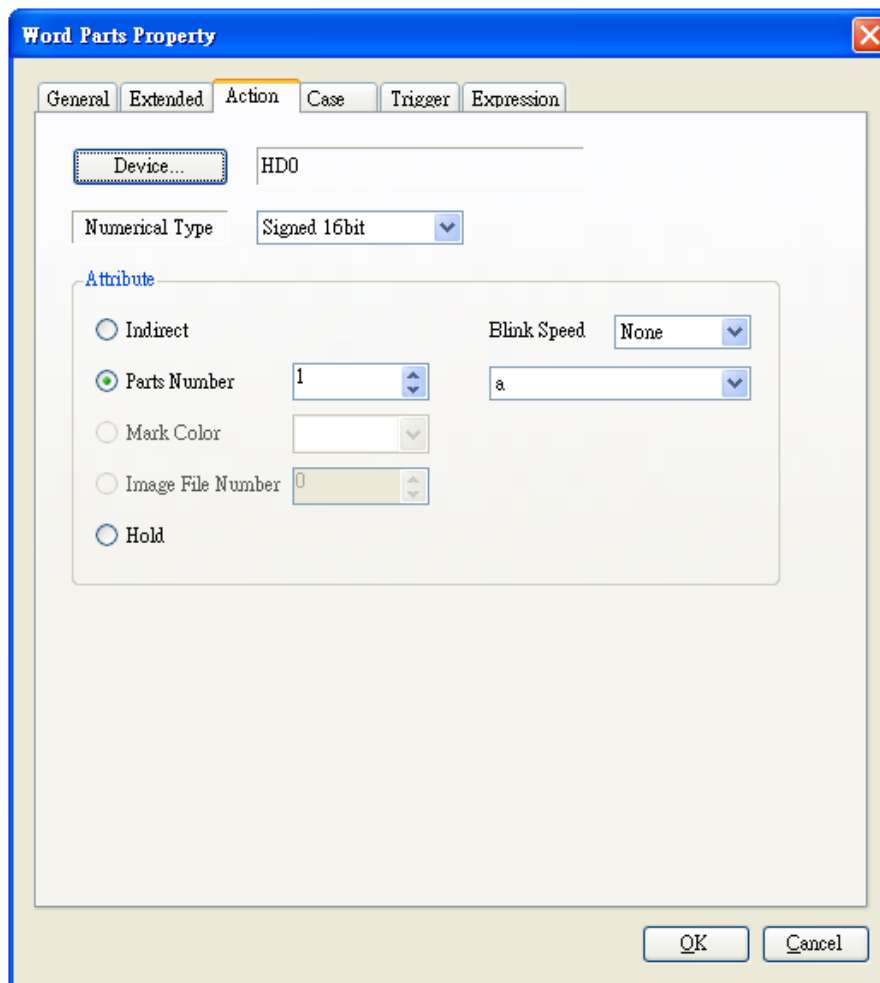 Word Parts Property
General Extended Action Case Trigger Expression
Device... HD0
Numerical Type Signed 16bit
Attribute
Indirect Blink Speed None
Parts Number 1 a
Mark Color
Image File Number 0
Hold
OK Cancel